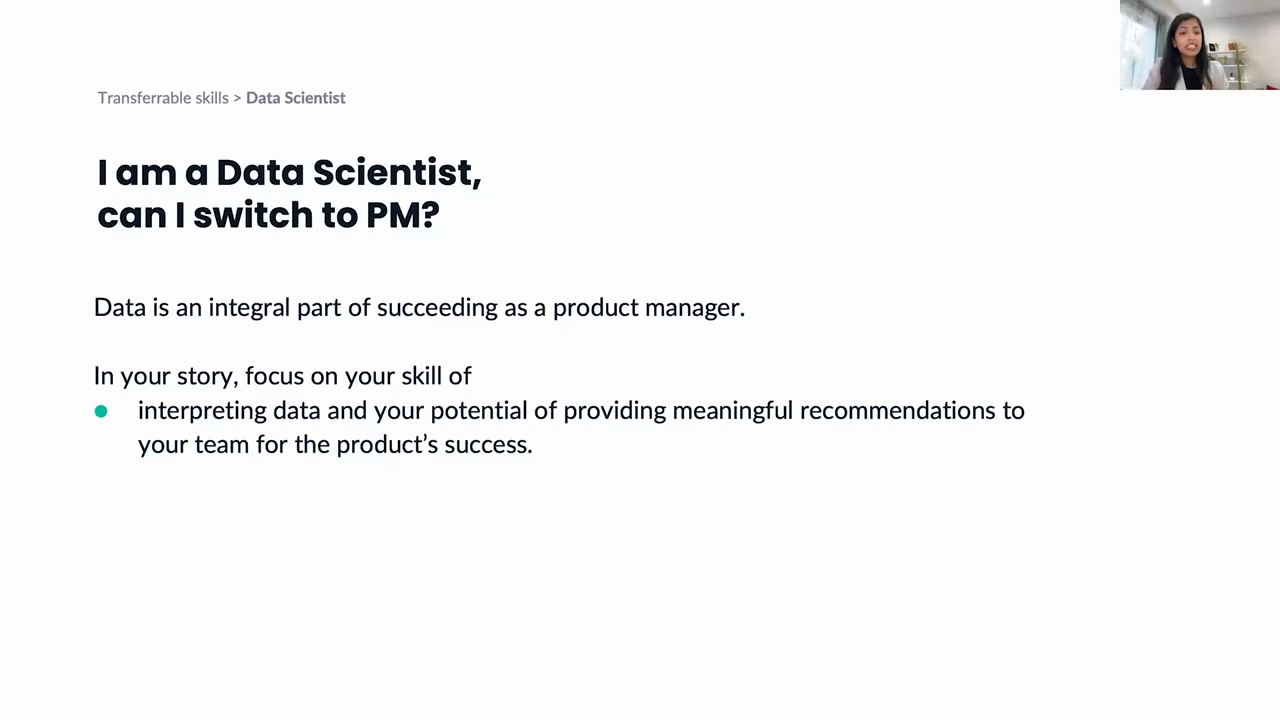 Transferrable skills > Data Scientist
I am a Data Scientist,
can I switch to PM?
Data is an integral part of succeeding as a product manager.
In your story, focus on your skill of
● interpreting data and your potential of providing meaningful recommendations to
your team for the product’s success.